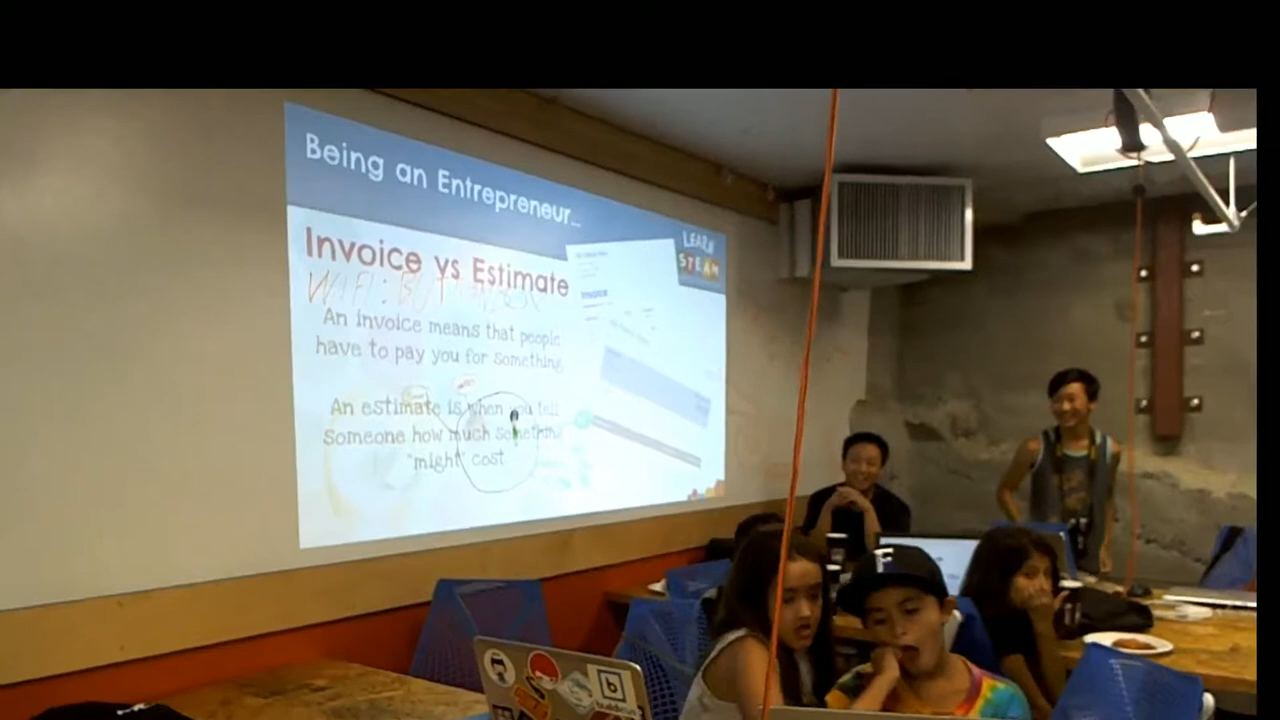 Being an Entrepreneur...
LEARN
STEAM
Invoice vs Estimate
Invoice
WIFI:
An invoice means that people
have to pay you for something
An estimate is when you tell
someone how much something
"might" cost
F
b